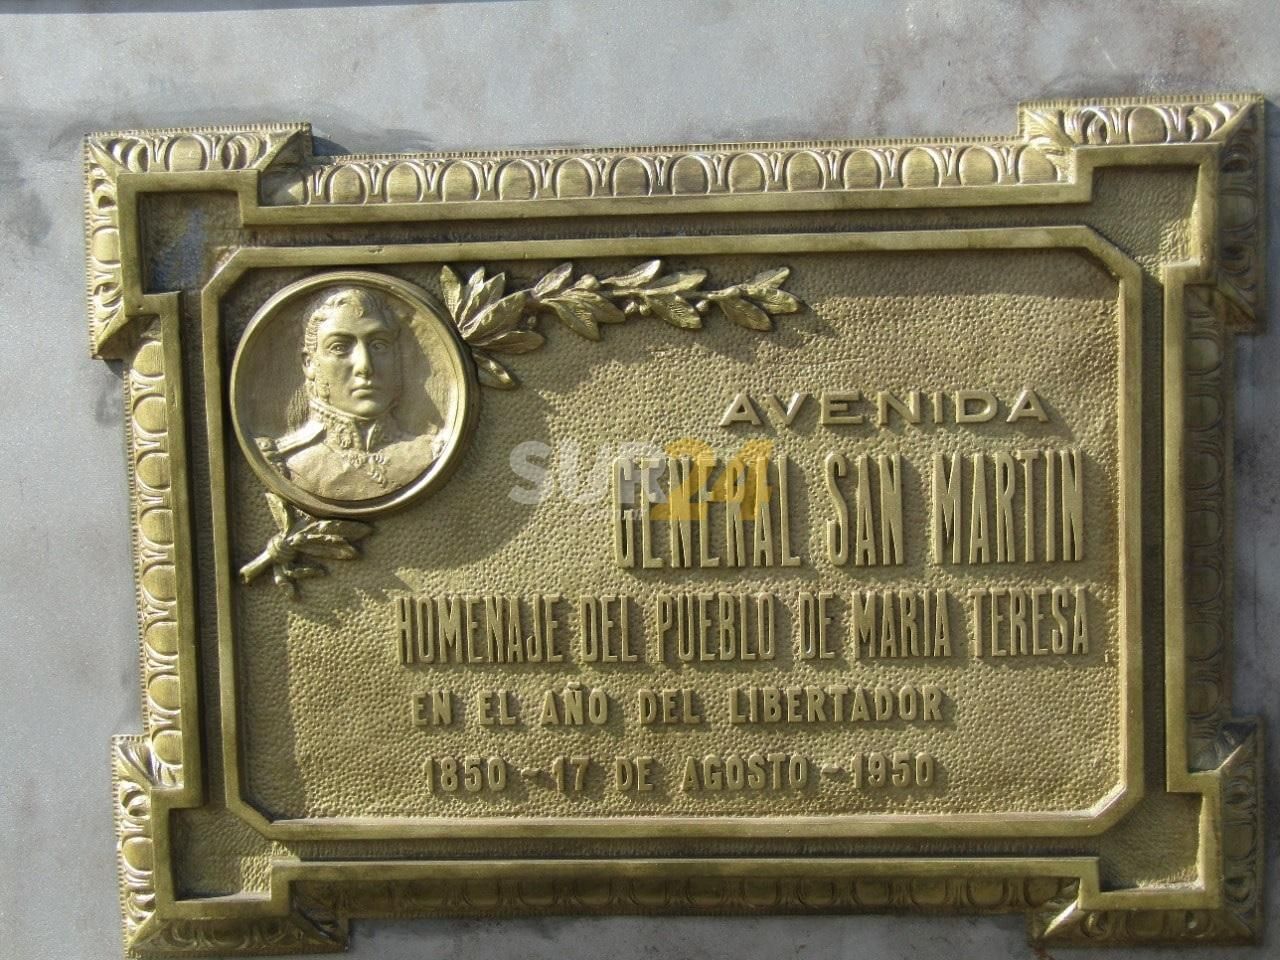 AVENIDA
GENERAL SAN MARTIN
HOMENAJE DEL PUEBLO DE MARIA TERESA
EN EL AÑO DEL LIBERTADOR
1850 - 17 DE AGOSTO - 1950
SUR24